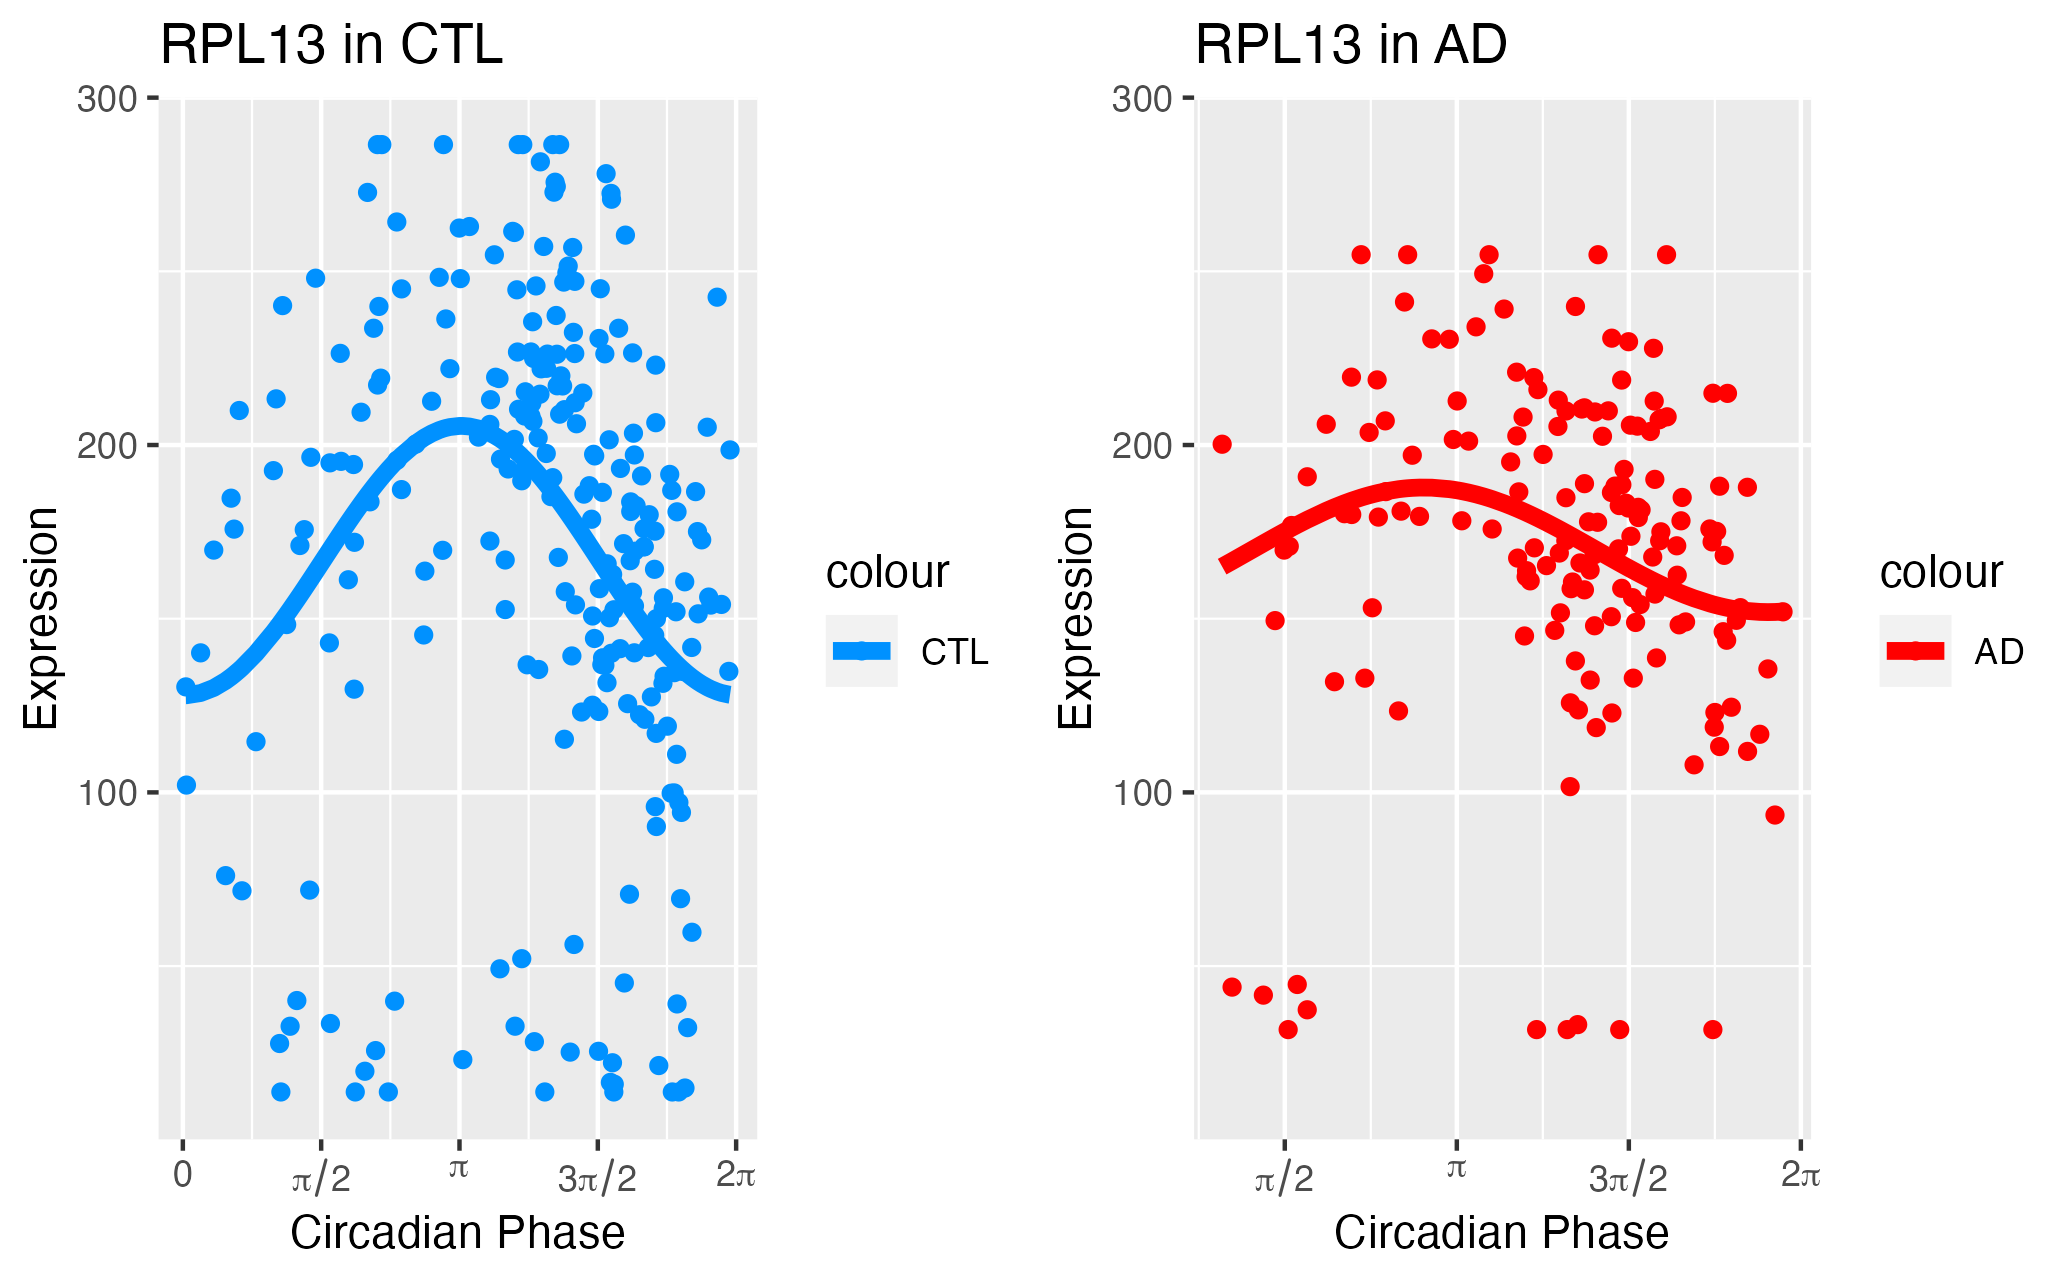 RPL13 in CTL
300
200
100
Expression
0
π/2
π
3π/2
2π
Circadian Phase
colour
CTL
RPL13 in AD
300
200
100
Expression
π/2
π
3π/2
2π
Circadian Phase
colour
AD